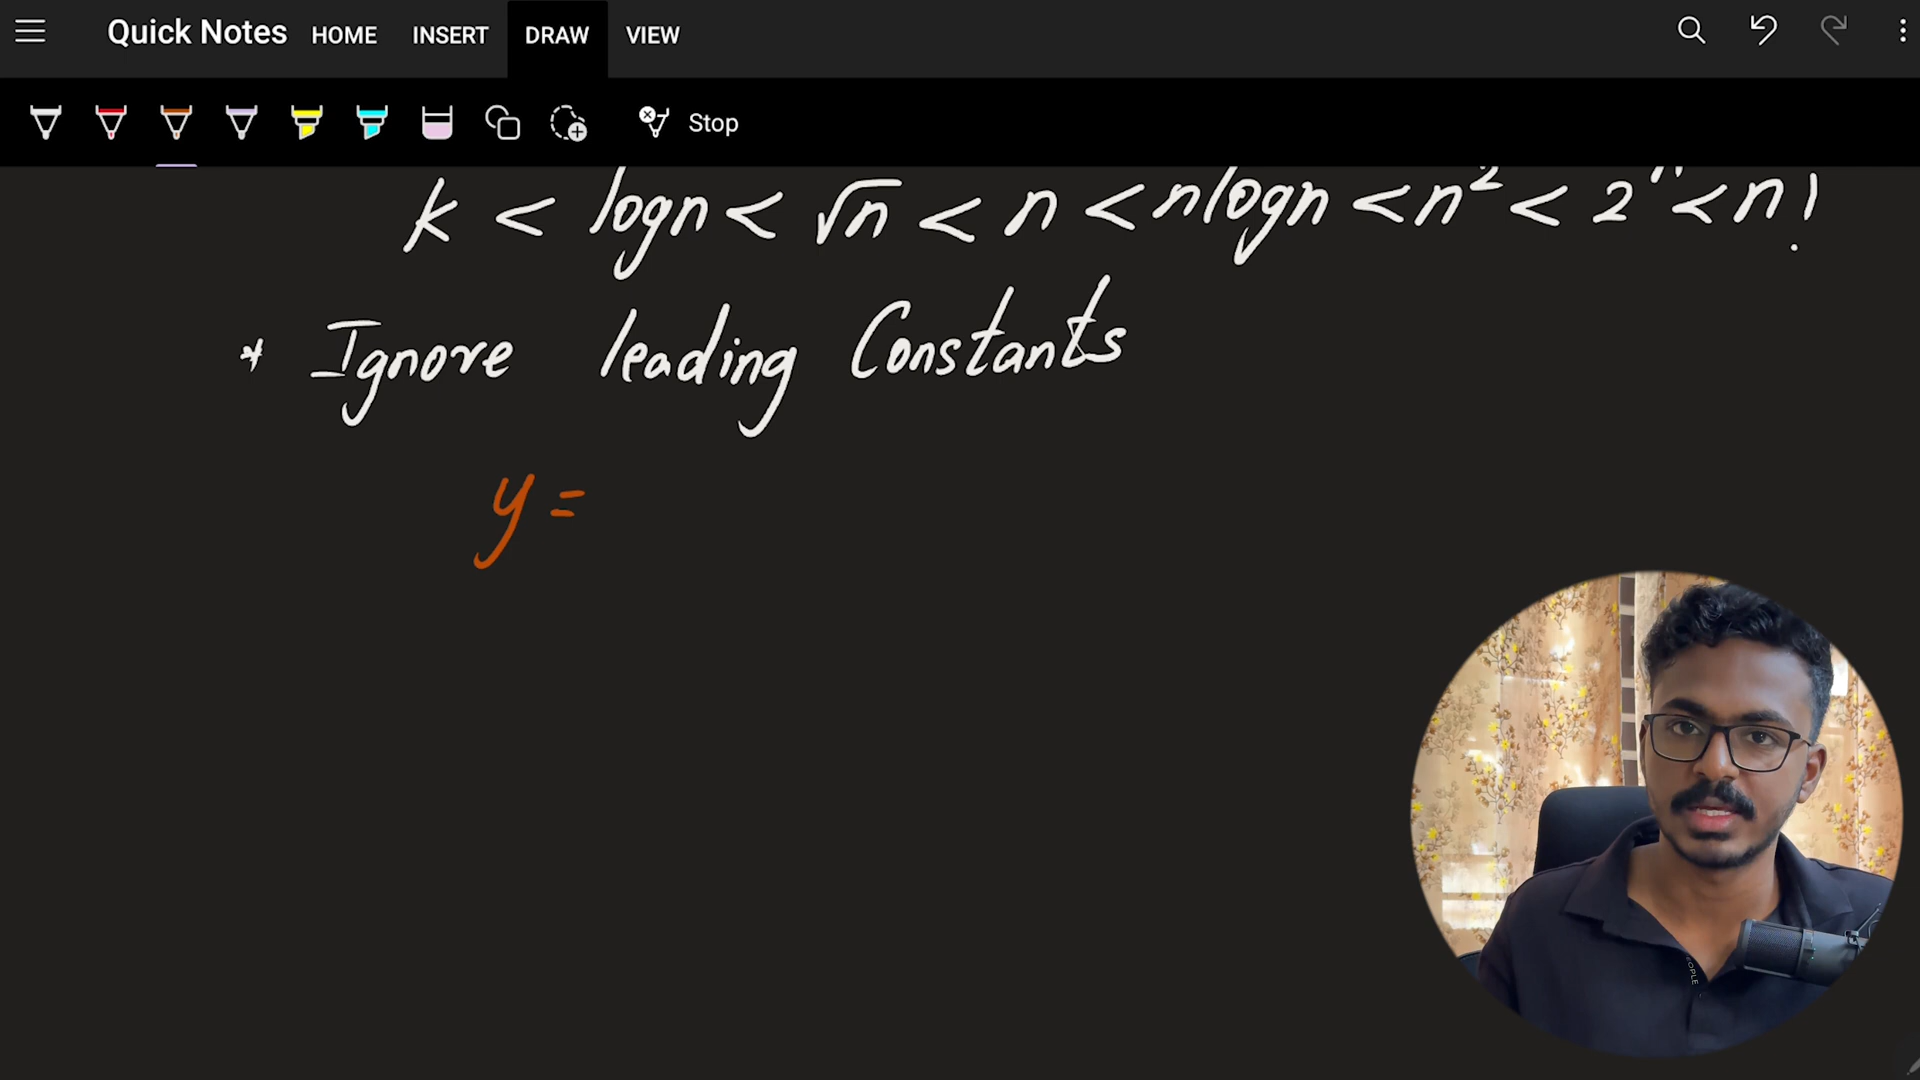 Quick Notes HOME INSERT DRAW VIEW
Stop
k < logn < √n < n < nlogn < n² < 2ⁿ < n!
* Ignore leading Constants
y =